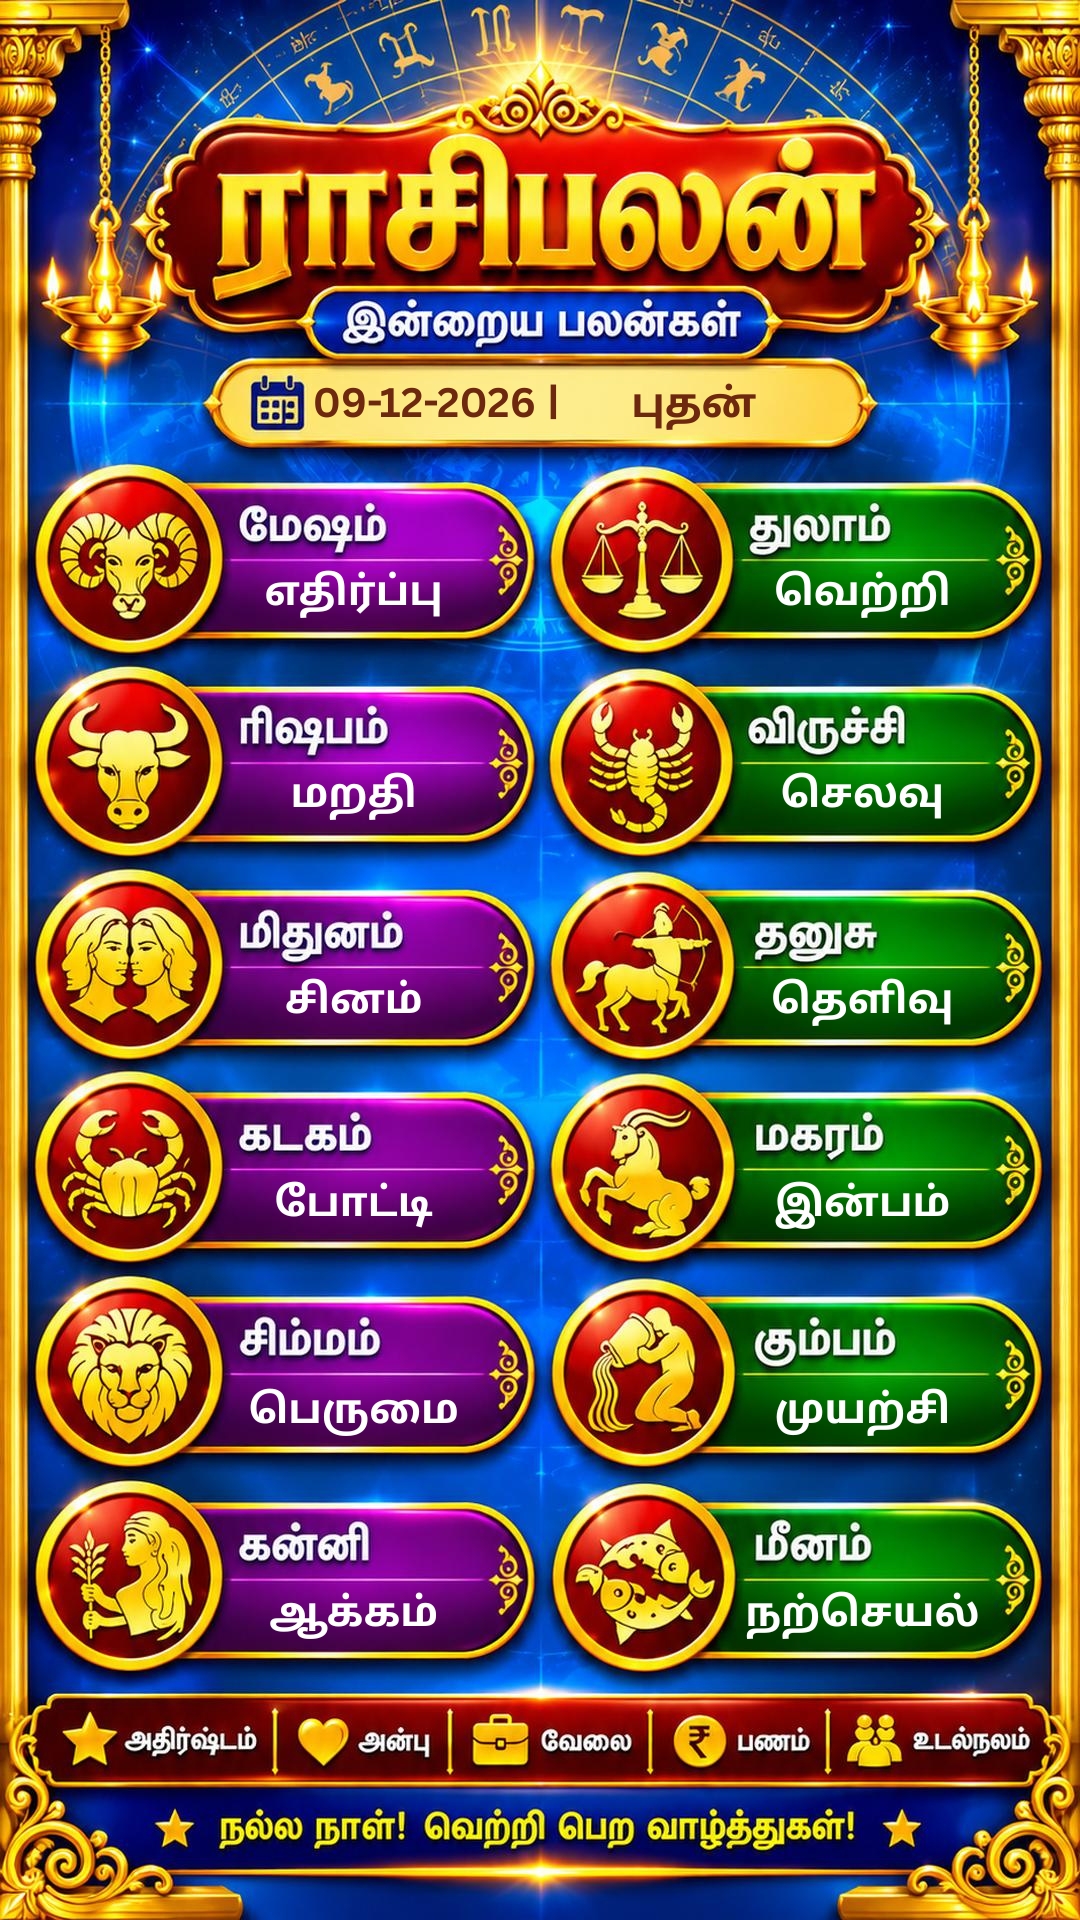 ராசிபலன்
இன்றைய பலன்கள்
09-12-2026 | புதன்
மேஷம்
எதிர்ப்பு
துலாம்
வெற்றி
ரிஷபம்
மறதி
விருச்சி
செலவு
மிதுனம்
சினம்
தனுசு
தெளிவு
கடகம்
போட்டி
மகரம்
இன்பம்
சிம்மம்
பெருமை
கும்பம்
முயற்சி
கன்னி
ஆக்கம்
மீனம்
நற்செயல்
அதிர்ஷ்டம் அன்பு வேலை ₹ பணம் உடல்நலம்
நல்ல நாள்! வெற்றி பெற வாழ்த்துகள்!